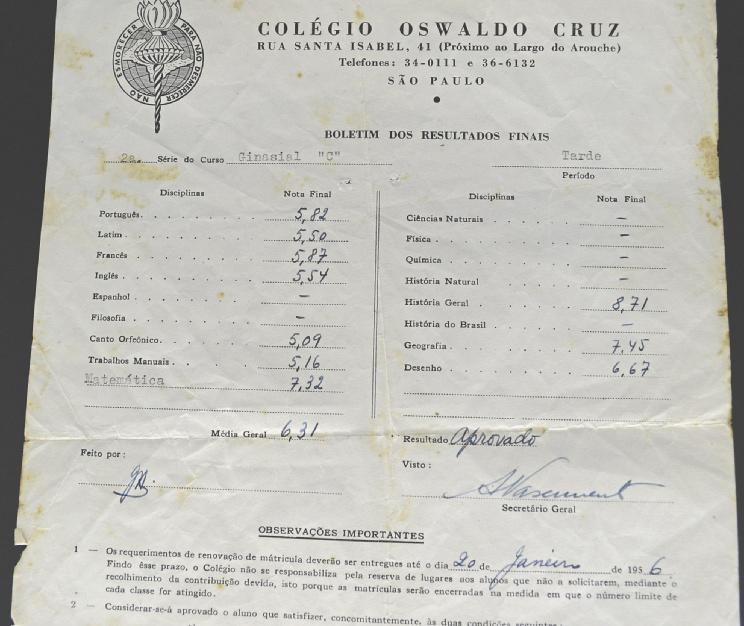 NÃO ESMORECER PARA NÃO DESMERECER
COLÉGIO OSWALDO CRUZ
RUA SANTA ISABEL, 41 (Próximo ao Largo do Arouche)
Telefones: 34-0111 e 36-6132
SÃO PAULO
BOLETIM DOS RESULTADOS FINAIS
2a. Série do Curso Ginasial "C" Tarde
Período
Disciplinas Nota Final Disciplinas Nota Final
Português 5,82 Ciências Naturais —
Latim 5,50 Física —
Francês 5,87 Química —
Inglês 5,54 História Natural —
Espanhol — História Geral 8,71
Filosofia — História do Brasil —
Canto Orfeônico 5,09 Geografia 7,45
Trabalhos Manuais 5,16 Desenho 6,67
Matemática 7,32
Média Geral 6,31 Resultado Aprovado
Feito por: Visto:
Secretário Geral
OBSERVAÇÕES IMPORTANTES
1 — Os requerimentos de renovação de mátricula deverão ser entregues até o dia 20 de Janeiro de 1956.
Findo êsse prazo, o Colégio não se responsabiliza pela reserva de lugares aos alunos que não a solicitarem, mediante o
recolhimento da contribuição devida, isto porque as matrículas serão encerradas na medida em que o número limite de
cada classe for atingido.
2 — Considerar-se-á aprovado o aluno que satisfizer, concomitantemente, às duas condições seguintes: